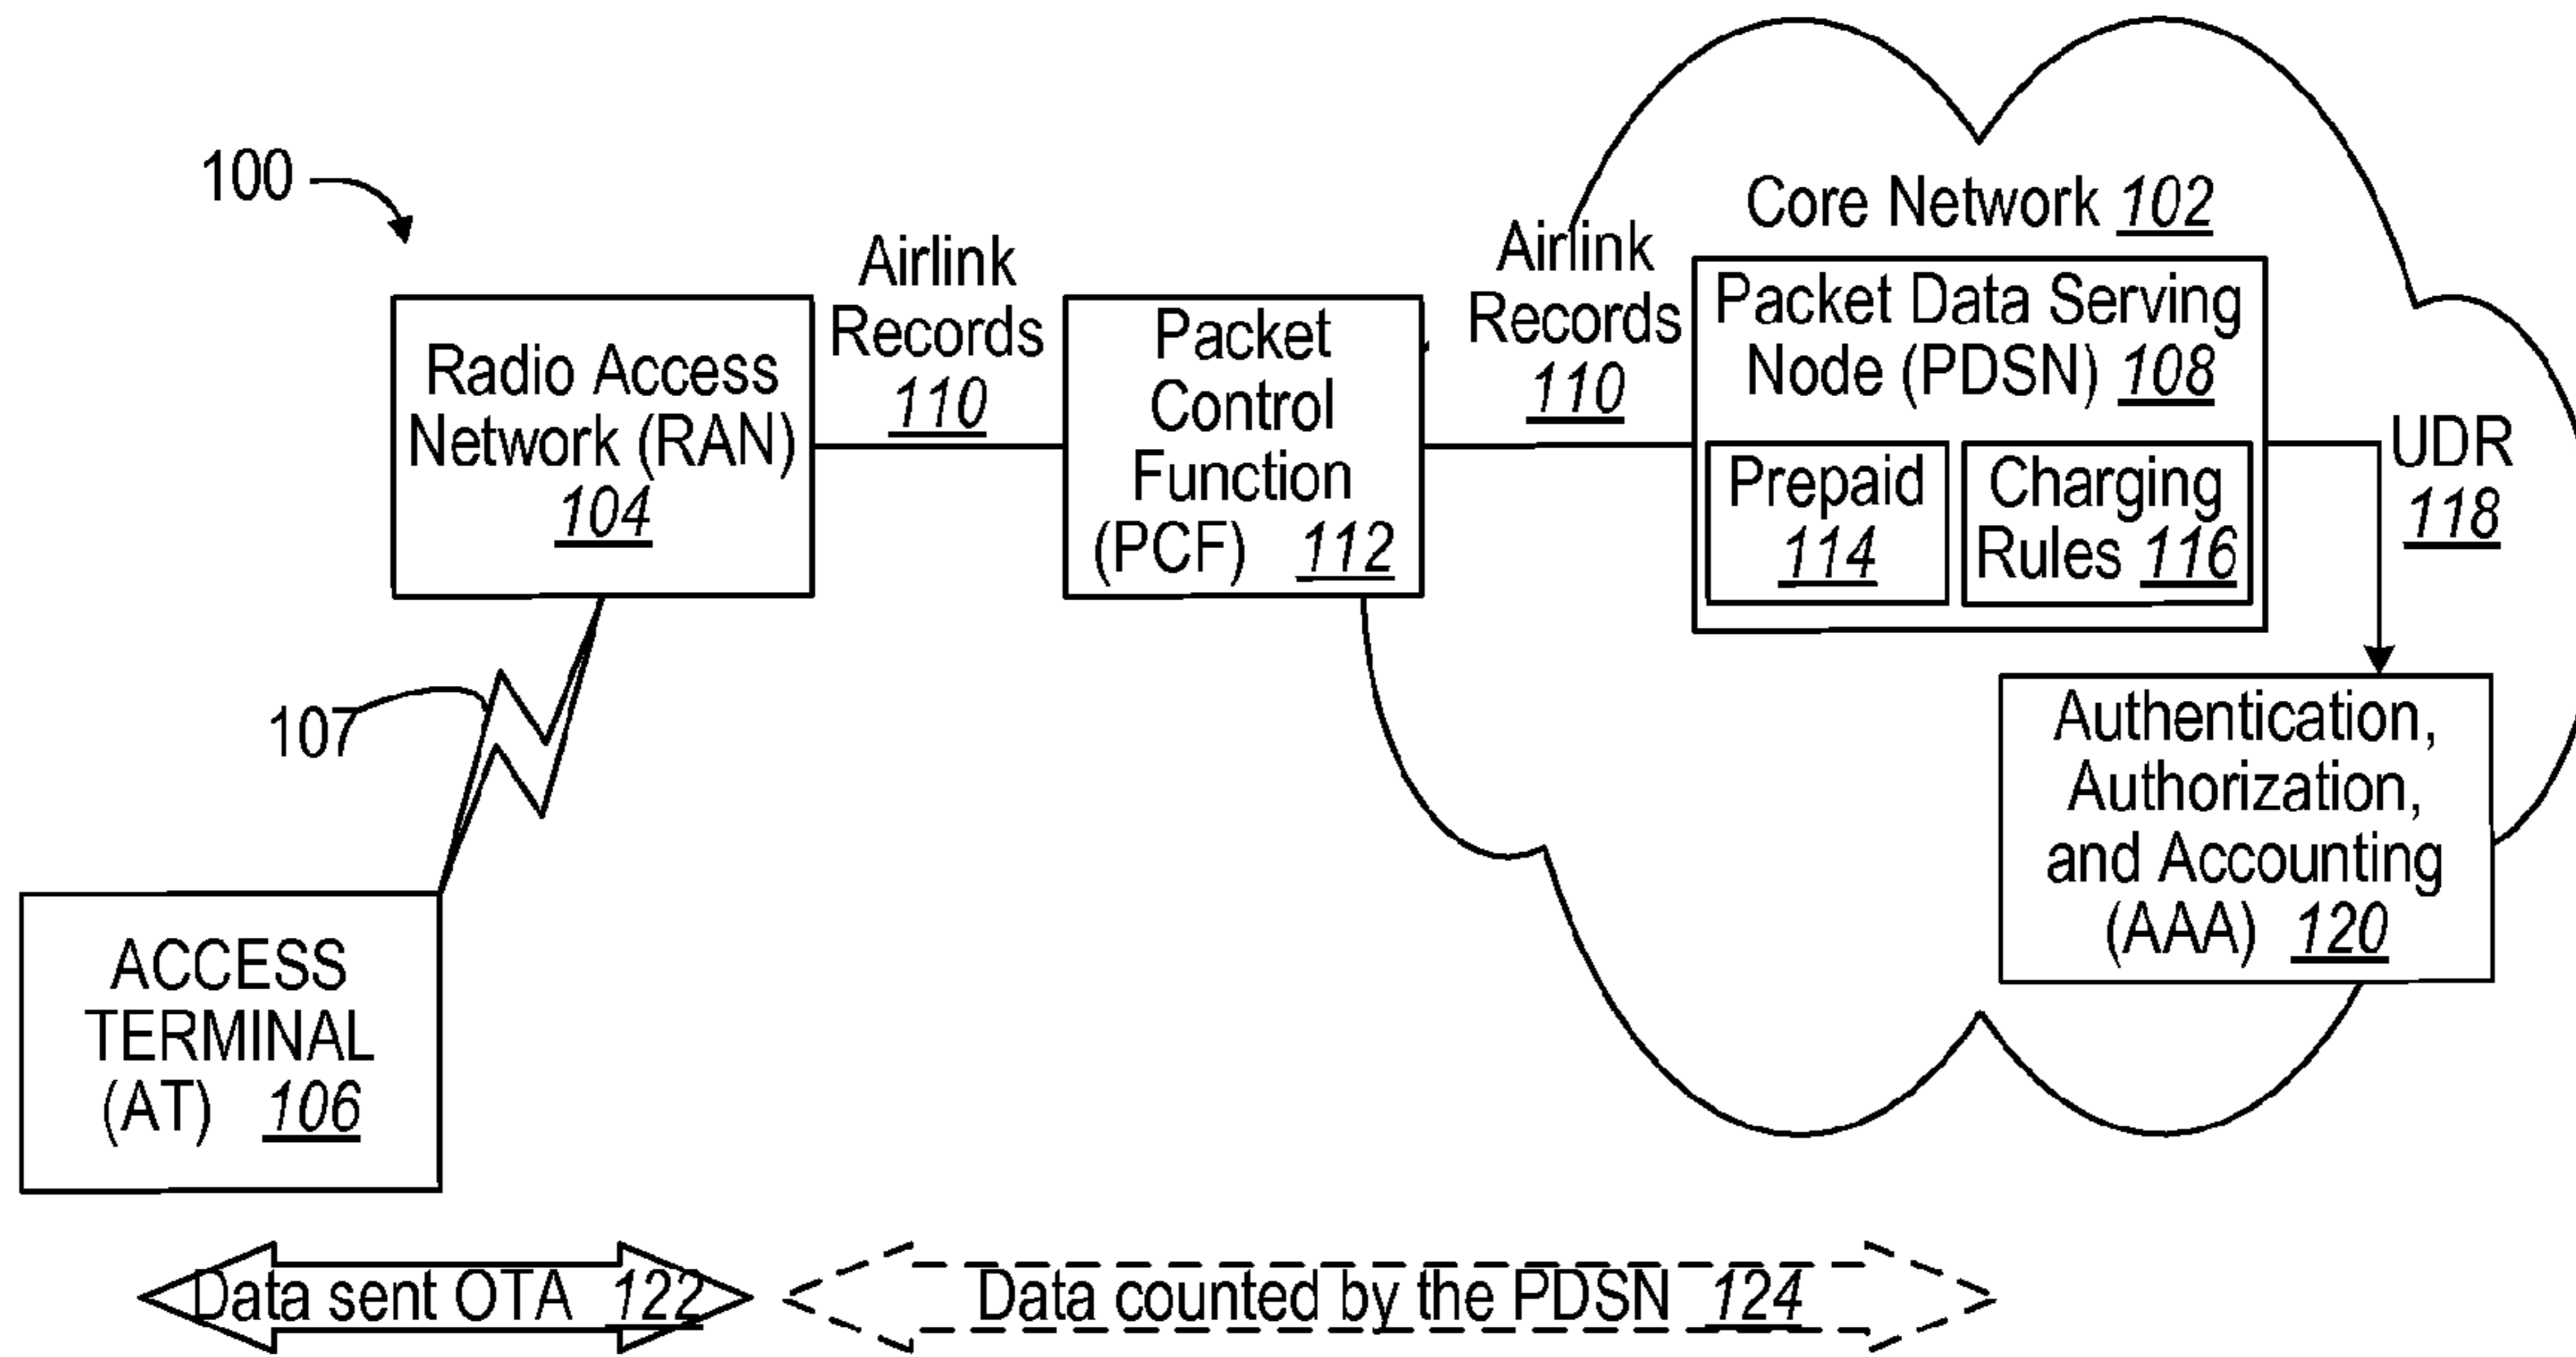 100
Core Network 102
Airlink
Records
110
Airlink
Records
110
Radio Access
Network (RAN)
104
Packet
Control
Function
(PCF) 112
Packet Data Serving
Node (PDSN) 108
Prepaid
114
Charging
Rules 116
UDR
118
107
Authentication,
Authorization,
and Accounting
(AAA) 120
ACCESS
TERMINAL
(AT) 106
Data sent OTA 122
Data counted by the PDSN 124